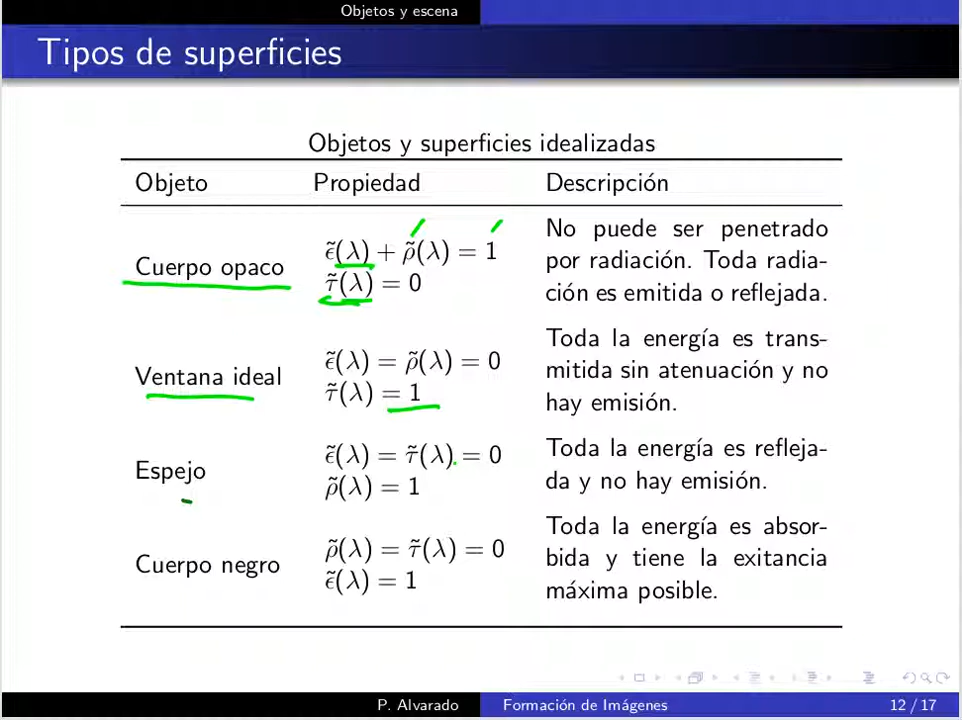 Objetos y escena
Tipos de superficies
Objetos y superficies idealizadas
Objeto Propiedad Descripción
Cuerpo opaco
ϵ̃(λ) + ρ̃(λ) = 1
τ̃(λ) = 0
No puede ser penetrado
por radiación. Toda radia-
ción es emitida o reflejada.
Ventana ideal
ϵ̃(λ) = ρ̃(λ) = 0
τ̃(λ) = 1
Toda la energía es trans-
mitida sin atenuación y no
hay emisión.
Espejo
ϵ̃(λ) = τ̃(λ) = 0
ρ̃(λ) = 1
Toda la energía es refleja-
da y no hay emisión.
Cuerpo negro
ρ̃(λ) = τ̃(λ) = 0
ϵ̃(λ) = 1
Toda la energía es absor-
bida y tiene la exitancia
máxima posible.
P. Alvarado Formación de Imágenes 12 / 17